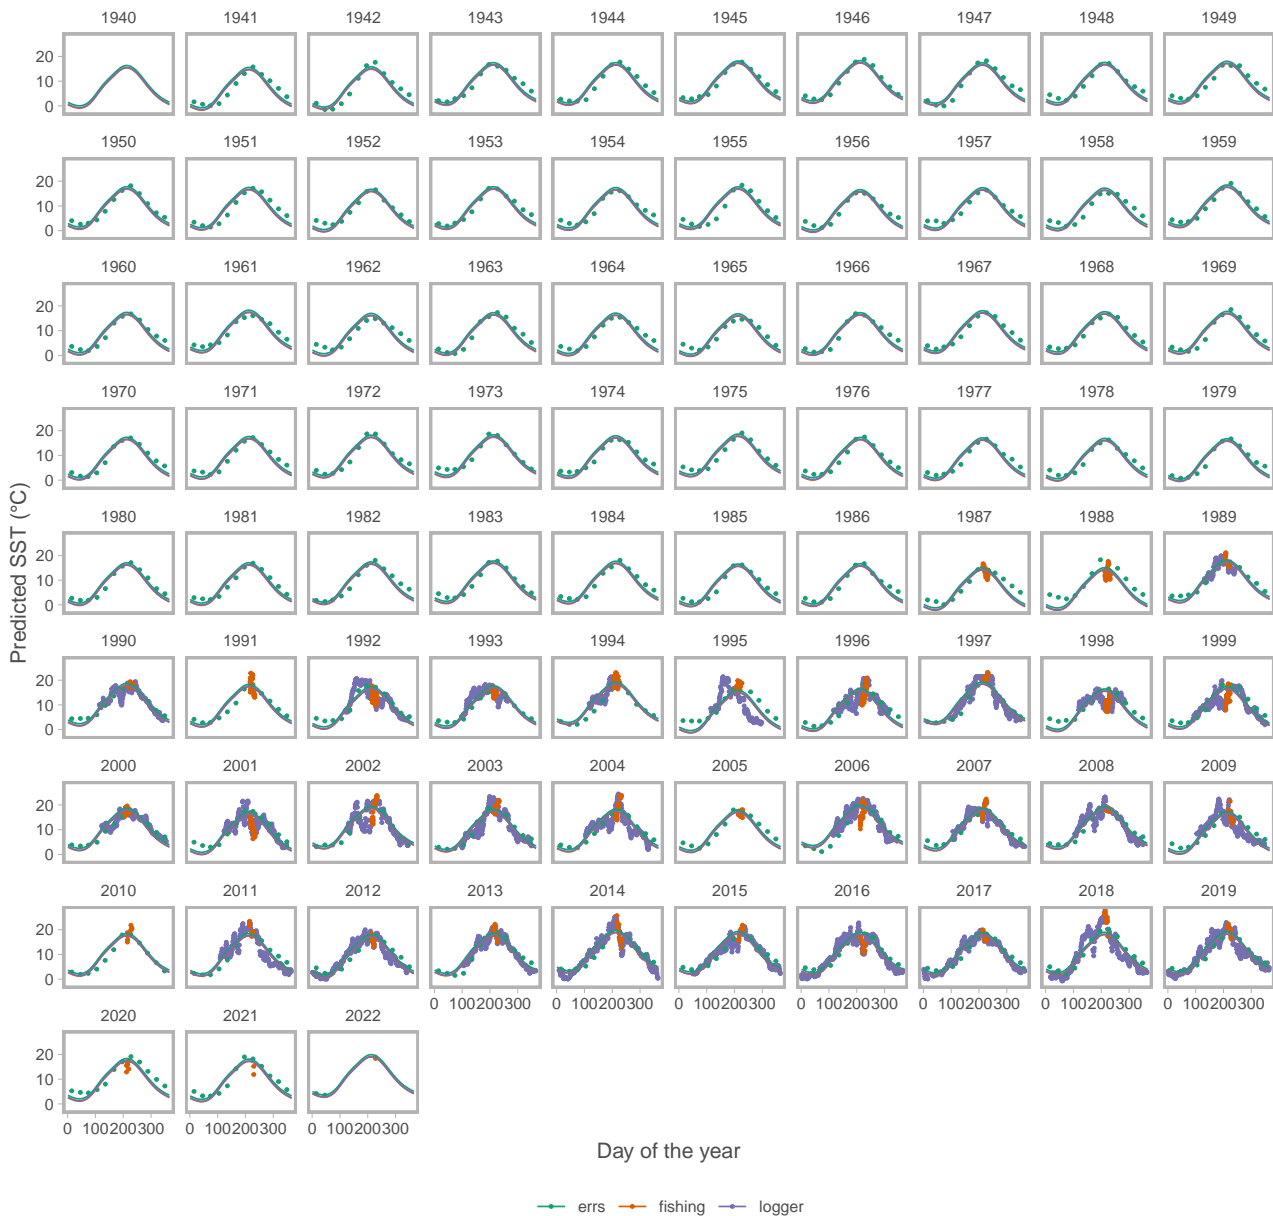 1940 1941 1942 1943 1944 1945 1946 1947 1948 1949
20
10
0
1950 1951 1952 1953 1954 1955 1956 1957 1958 1959
20
10
0
1960 1961 1962 1963 1964 1965 1966 1967 1968 1969
20
10
0
1970 1971 1972 1973 1974 1975 1976 1977 1978 1979
20
10
0
1980 1981 1982 1983 1984 1985 1986 1987 1988 1989
20
10
0
Predicted SST (°C)
1990 1991 1992 1993 1994 1995 1996 1997 1998 1999
20
10
0
2000 2001 2002 2003 2004 2005 2006 2007 2008 2009
20
10
0
2010 2011 2012 2013 2014 2015 2016 2017 2018 2019
20
10
0
0 100200300 0 100200300 0 100200300 0 100200300 0 100200300 0 100200300 0 100200300
2020 2021 2022
20
10
0
0 100200300 0 100200300 0 100200300
Day of the year
errs fishing logger